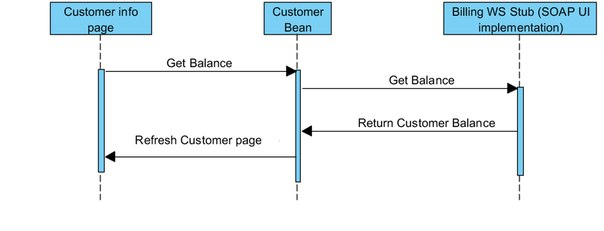 Customer info
page
Customer
Bean
Billing WS Stub (SOAP UI
implementation)
Get Balance
Get Balance
Return Customer Balance
Refresh Customer page